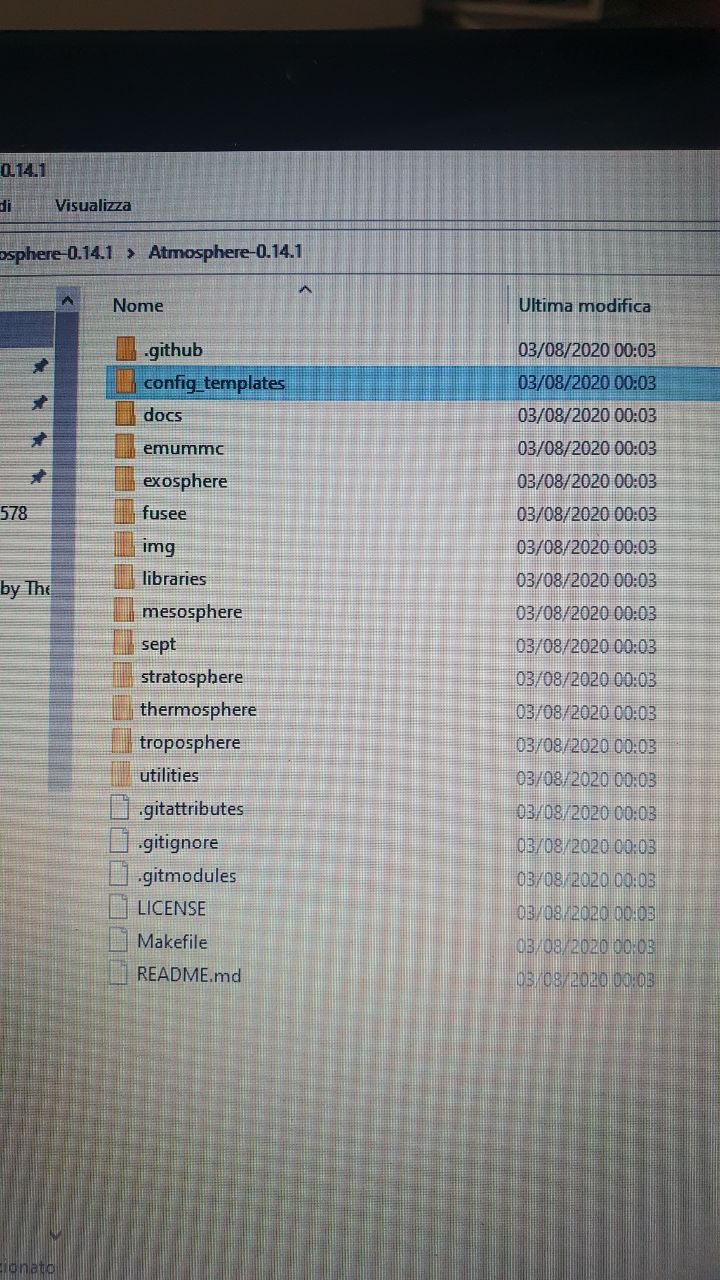 0.14.1
di Visualizza
osphere-0.14.1 › Atmosphere-0.14.1
Nome Ultima modifica
.github 03/08/2020 00:03
config_templates 03/08/2020 00:03
docs 03/08/2020 00:03
emummc 03/08/2020 00:03
exosphere 03/08/2020 00:03
578 fusee 03/08/2020 00:03
img 03/08/2020 00:03
by The libraries 03/08/2020 00:03
mesosphere 03/08/2020 00:03
sept 03/08/2020 00:03
stratosphere 03/08/2020 00:03
thermosphere 03/08/2020 00:03
troposphere 03/08/2020 00:03
utilities 03/08/2020 00:03
.gitattributes 03/08/2020 00:03
.gitignore 03/08/2020 00:03
.gitmodules 03/08/2020 00:03
LICENSE 03/08/2020 00:03
Makefile 03/08/2020 00:03
README.md 03/08/2020 00:03
zionato